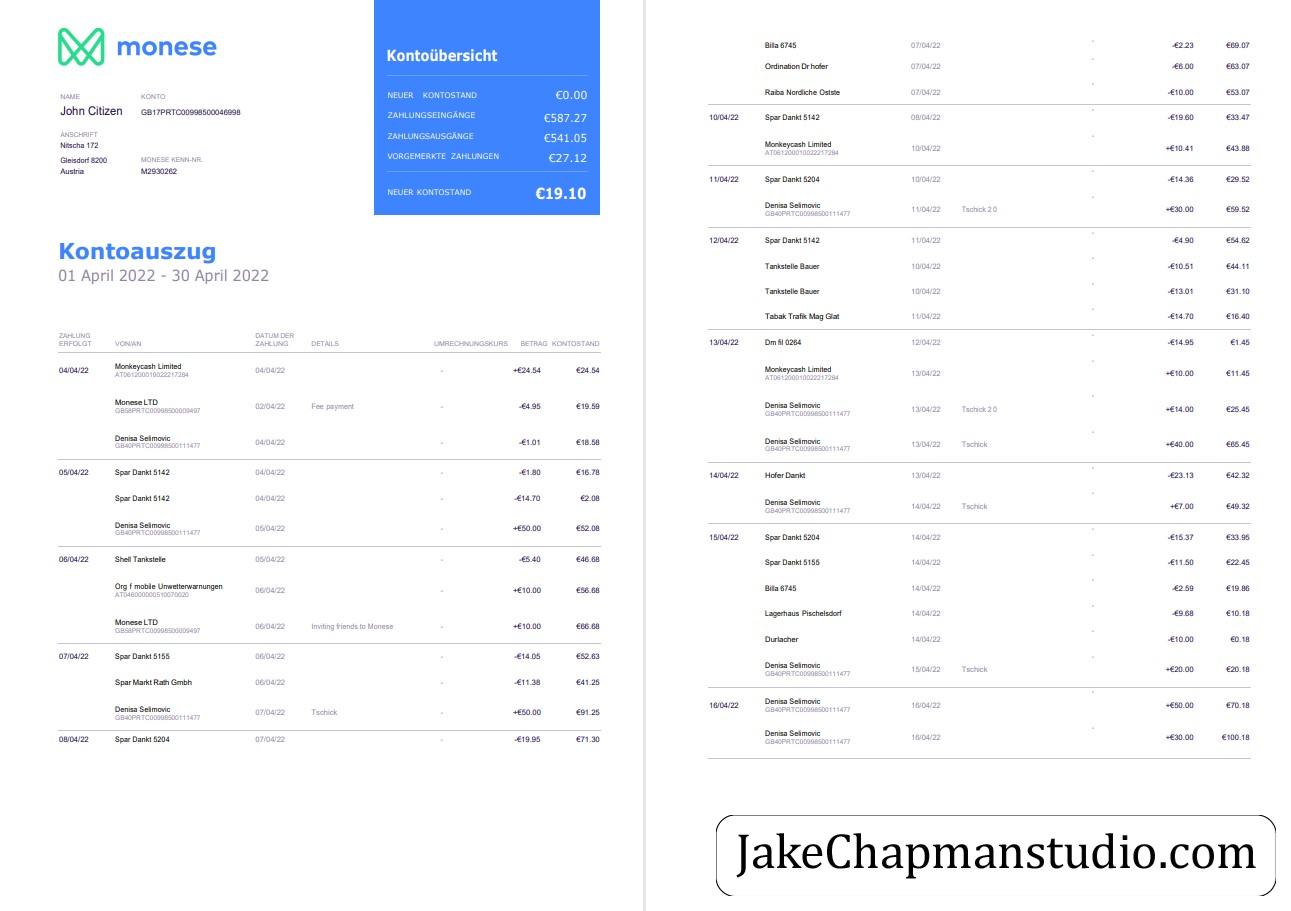 monese
NAME KONTO
John Citizen GB17PRTC00998500046998
ANSCHRIFT
Nitscha 172
Gleisdorf 8200 MONESE KENN-NR.
Austria M2930262
Kontoübersicht
NEUER KONTOSTAND €0.00
ZAHLUNGSEINGÄNGE €587.27
ZAHLUNGSAUSGÄNGE €541.05
VORGEMERKTE ZAHLUNGEN €27.12
NEUER KONTOSTAND €19.10
Kontoauszug
01 April 2022 - 30 April 2022
ZAHLUNG DATUM DER
ERFOLGT VON/AN ZAHLUNG DETAILS UMRECHNUNGSKURS BETRAG KONTOSTAND
04/04/22 Monkeycash Limited 04/04/22 - +€24.54 €24.54
AT061200010022217284
Monese LTD 02/04/22 Fee payment - -€4.95 €19.59
GB58PRTC00998500009497
Denisa Selimovic 04/04/22 - -€1.01 €18.58
GB40PRTC00998500111477
05/04/22 Spar Dankt 5142 04/04/22 - -€1.80 €16.78
Spar Dankt 5142 04/04/22 - -€14.70 €2.08
Denisa Selimovic 05/04/22 - +€50.00 €52.08
GB40PRTC00998500111477
06/04/22 Shell Tankstelle 05/04/22 - -€5.40 €46.68
Org f mobile Unwetterwarnungen 06/04/22 - +€10.00 €56.68
AT046000000510070020
Monese LTD 06/04/22 Inviting friends to Monese - +€10.00 €66.68
GB58PRTC00998500009497
07/04/22 Spar Dankt 5155 06/04/22 - -€14.05 €52.63
Spar Markt Rath Gmbh 06/04/22 - -€11.38 €41.25
Denisa Selimovic 07/04/22 Tschick - +€50.00 €91.25
GB40PRTC00998500111477
08/04/22 Spar Dankt 5204 07/04/22 - -€19.95 €71.30
Billa 6745 07/04/22 - -€2.23 €69.07
Ordination Dr hofer 07/04/22 - -€6.00 €63.07
Raiba Nordliche Ostste 07/04/22 - -€10.00 €53.07
10/04/22 Spar Dankt 5142 08/04/22 - -€19.60 €33.47
Monkeycash Limited 10/04/22 - +€10.41 €43.88
AT061200010022217284
11/04/22 Spar Dankt 5204 10/04/22 - -€14.36 €29.52
Denisa Selimovic 11/04/22 Tschick 2 0 - +€30.00 €59.52
GB40PRTC00998500111477
12/04/22 Spar Dankt 5142 11/04/22 - -€4.90 €54.62
Tankstelle Bauer 10/04/22 - -€10.51 €44.11
Tankstelle Bauer 10/04/22 - -€13.01 €31.10
Tabak Trafik Mag Glat 11/04/22 - -€14.70 €16.40
13/04/22 Dm fil 0264 12/04/22 - -€14.95 €1.45
Monkeycash Limited 13/04/22 - +€10.00 €11.45
AT061200010022217284
Denisa Selimovic 13/04/22 Tschick 2 0 - +€14.00 €25.45
GB40PRTC00998500111477
Denisa Selimovic 13/04/22 Tschick - +€40.00 €65.45
GB40PRTC00998500111477
14/04/22 Hofer Dankt 13/04/22 - -€23.13 €42.32
Denisa Selimovic 14/04/22 Tschick - +€7.00 €49.32
GB40PRTC00998500111477
15/04/22 Spar Dankt 5204 14/04/22 - -€15.37 €33.95
Spar Dankt 5155 14/04/22 - -€11.50 €22.45
Billa 6745 14/04/22 - -€2.59 €19.86
Lagerhaus Pischelsdorf 14/04/22 - -€9.68 €10.18
Durlacher 14/04/22 - -€10.00 €0.18
Denisa Selimovic 15/04/22 Tschick - +€20.00 €20.18
GB40PRTC00998500111477
16/04/22 Denisa Selimovic 16/04/22 - +€50.00 €70.18
GB40PRTC00998500111477
Denisa Selimovic 16/04/22 - +€30.00 €100.18
GB40PRTC00998500111477
JakeChapmanstudio.com